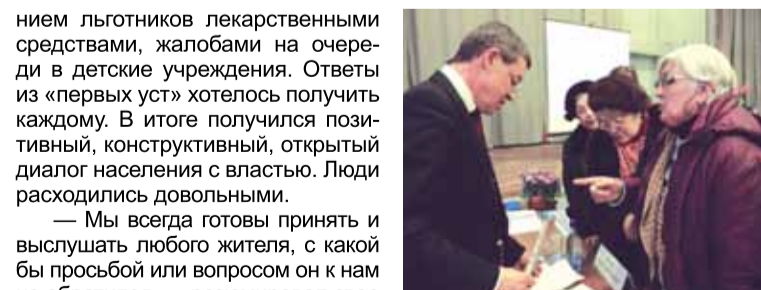 нием льготников лекарственными
средствами, жалобами на очере-
ди в детские учреждения. Ответы
из «первых уст» хотелось получить
каждому. В итоге получился пози-
тивный, конструктивный, открытый
диалог населения с властью. Люди
расходились довольными.
— Мы всегда готовы принять и
выслушать любого жителя, с какой
бы просьбой или вопросом он к нам